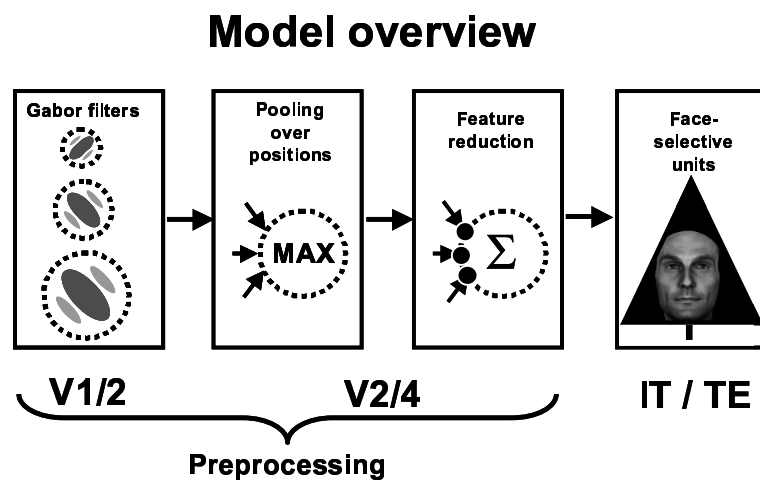 Model overview
Gabor filters
Pooling
over
positions
MAX
Feature
reduction
Σ
Face-
selective
units
V1/2
V2/4
IT / TE
Preprocessing